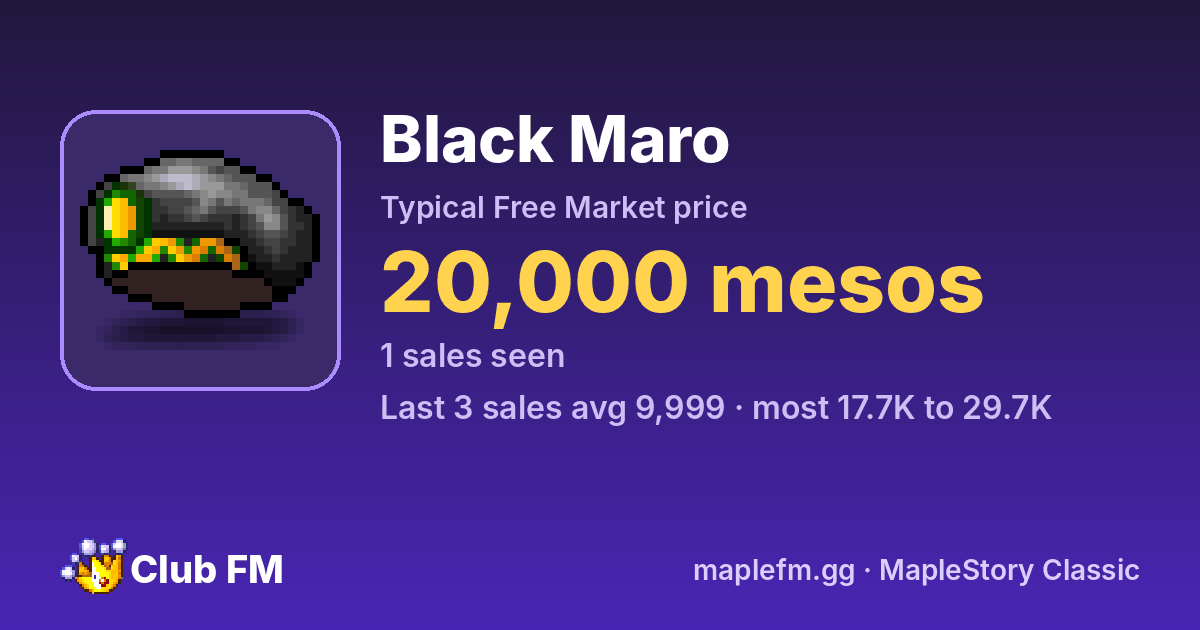 Black Maro
Typical Free Market price
20,000 mesos
1 sales seen
Last 3 sales avg 9,999 · most 17.7K to 29.7K
Club FM
maplefm.gg · MapleStory Classic